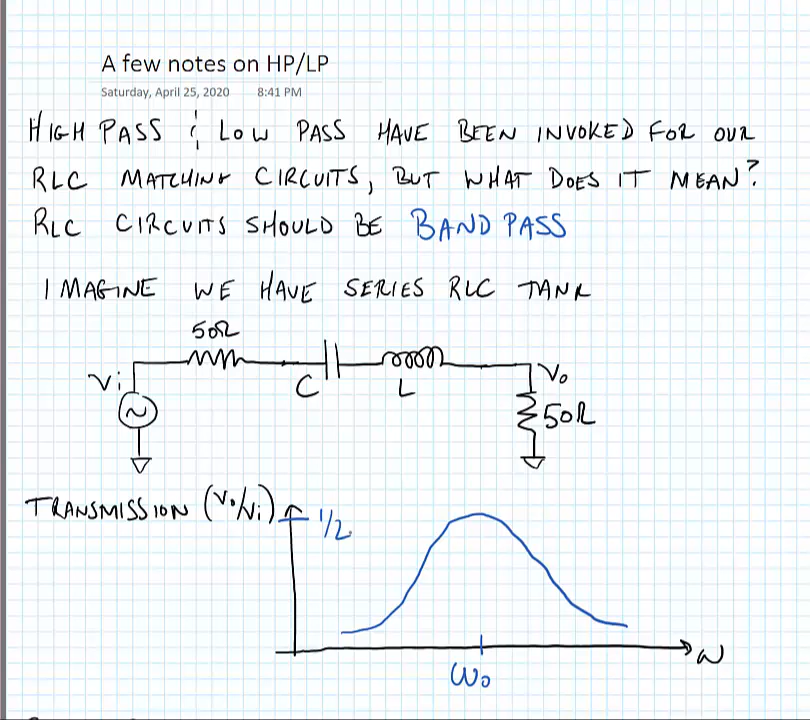 A few notes on HP/LP
Saturday, April 25, 2020 8:41 PM
HIGH PASS & LOW PASS HAVE BEEN INVOKED FOR OUR
RLC MATCHING CIRCUITS, BUT WHAT DOES IT MEAN?
RLC CIRCUITS SHOULD BE BAND PASS
IMAGINE WE HAVE SERIES RLC TANK
50Ω
Vi
C
L
Vo
50Ω
TRANSMISSION (Vo/Vi)
1/2
ω
ω₀